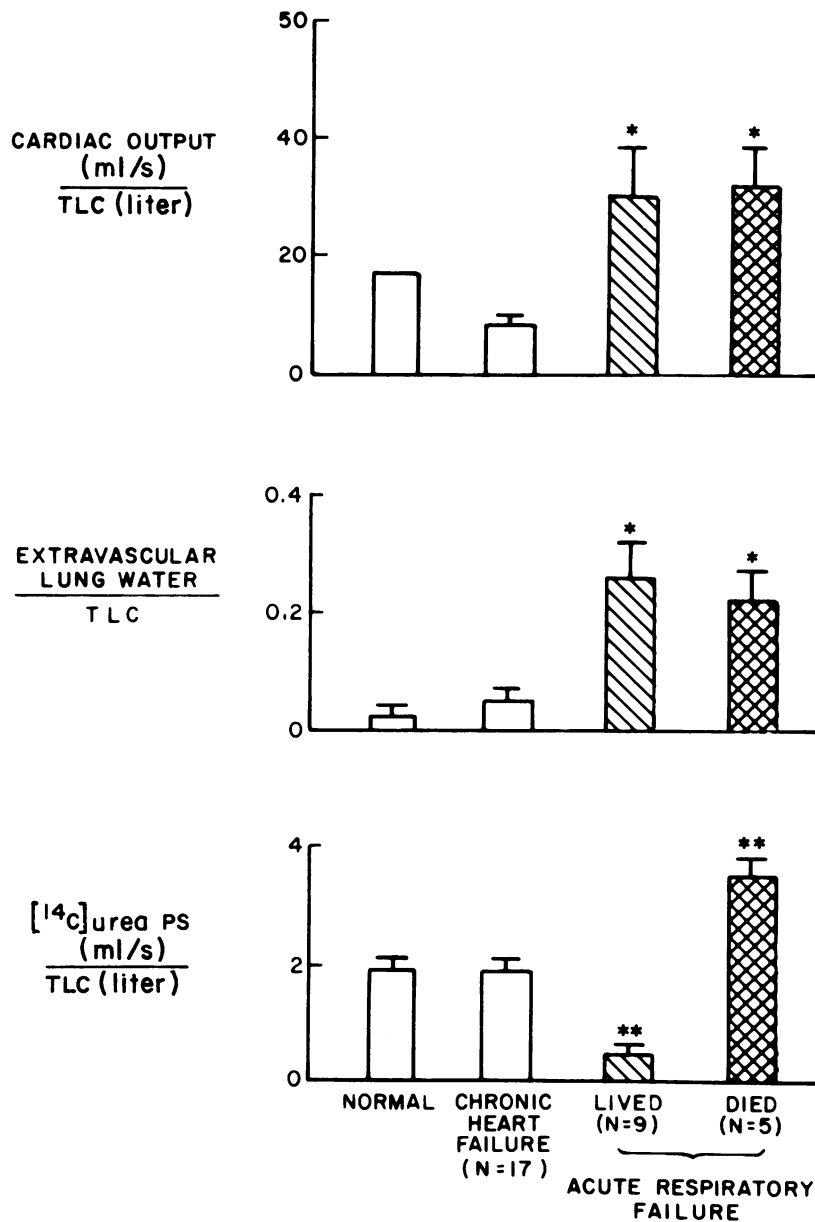 50
40
20
0
CARDIAC OUTPUT
(ml/s)
TLC (liter)
*
*
0.4
0.2
0
EXTRAVASCULAR
LUNG WATER
TLC
*
*
4
2
0
[¹⁴C]urea PS
(ml/s)
TLC (liter)
**
**
NORMAL
CHRONIC
HEART
FAILURE
(N=17)
LIVED
(N=9)
DIED
(N=5)
ACUTE RESPIRATORY
FAILURE